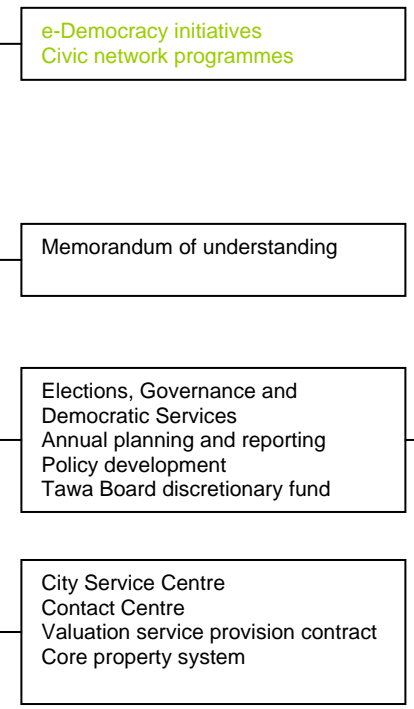 e-Democracy initiatives
Civic network programmes
Memorandum of understanding
Elections, Governance and
Democratic Services
Annual planning and reporting
Policy development
Tawa Board discretionary fund
City Service Centre
Contact Centre
Valuation service provision contract
Core property system